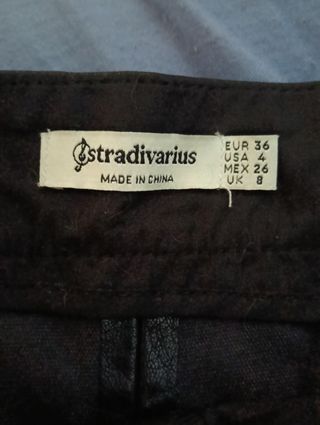 stradivarius
MADE IN CHINA
EUR 36
USA 4
MEX 26
UK 8